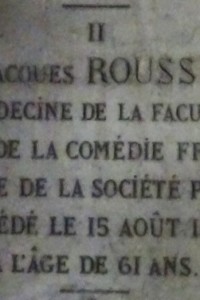 II
ACQUES ROUSS
DECINE DE LA FACU
DE LA COMÉDIE FR
E DE LA SOCIÉTÉ P
ÉDÉ LE 15 AOÛT 1
L'ÂGE DE 61 ANS.